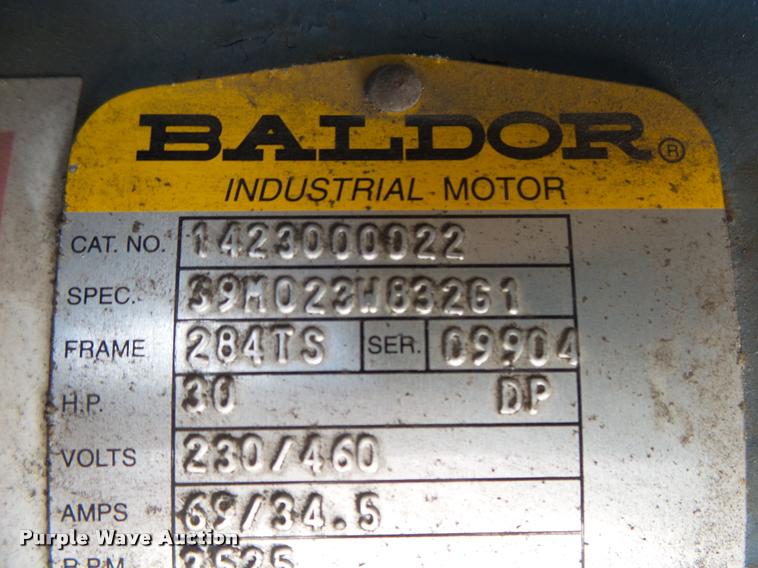 BALDOR ®
INDUSTRIAL MOTOR
CAT. NO. 1423000022
SPEC. 39M023W83261
FRAME 284TS SER. 09904
H.P. 30 DP
VOLTS 230/460
AMPS 69/34.5
R.P.M. 3525
Purple Wave Auction